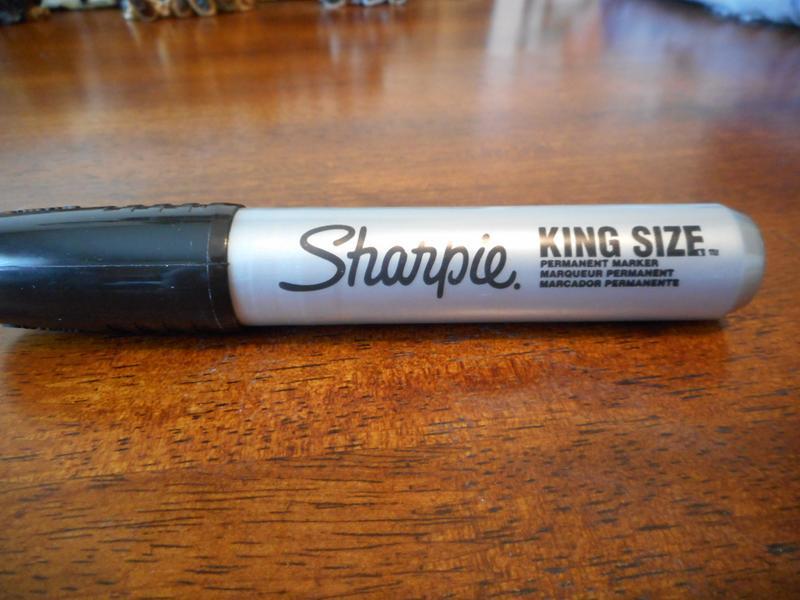 Sharpie. KING SIZE™
PERMANENT MARKER
MARQUEUR PERMANENT
MARCADOR PERMANENTE